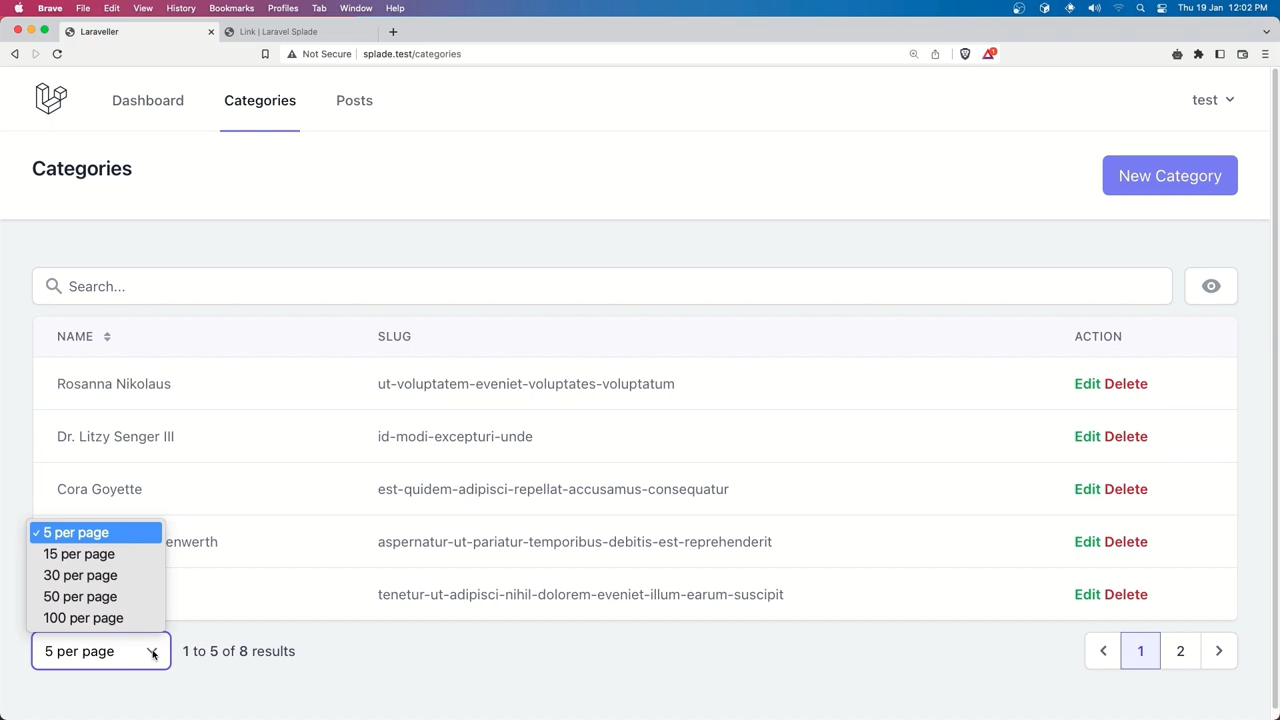 Brave File Edit View History Bookmarks Profiles Tab Window Help Thu 19 Jan 12:02 PM
Laraveller Link | Laravel Splade
Not Secure splade.test/categories
Dashboard Categories Posts test
Categories
New Category
Search...
NAME SLUG ACTION
Rosanna Nikolaus ut-voluptatem-eveniet-voluptates-voluptatum Edit Delete
Dr. Litzy Senger III id-modi-excepturi-unde Edit Delete
Cora Goyette est-quidem-adipisci-repellat-accusamus-consequatur Edit Delete
enwerth aspernatur-ut-pariatur-temporibus-debitis-est-reprehenderit Edit Delete
tenetur-ut-adipisci-nihil-dolorem-eveniet-illum-earum-suscipit Edit Delete
✓ 5 per page
15 per page
30 per page
50 per page
100 per page
5 per page 1 to 5 of 8 results 1 2